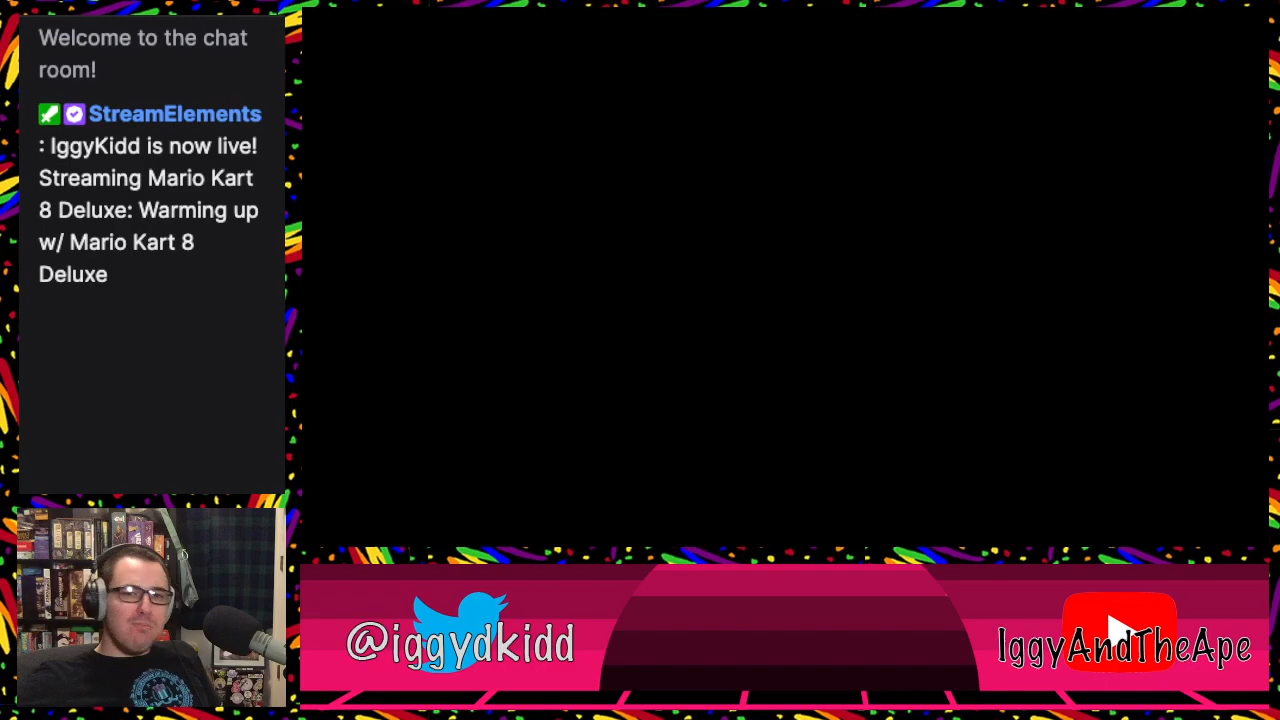 Welcome to the chat
room!
StreamElements
: IggyKidd is now live!
Streaming Mario Kart
8 Deluxe: Warming up
w/ Mario Kart 8
Deluxe
@iggydkidd
IggyAndTheApe